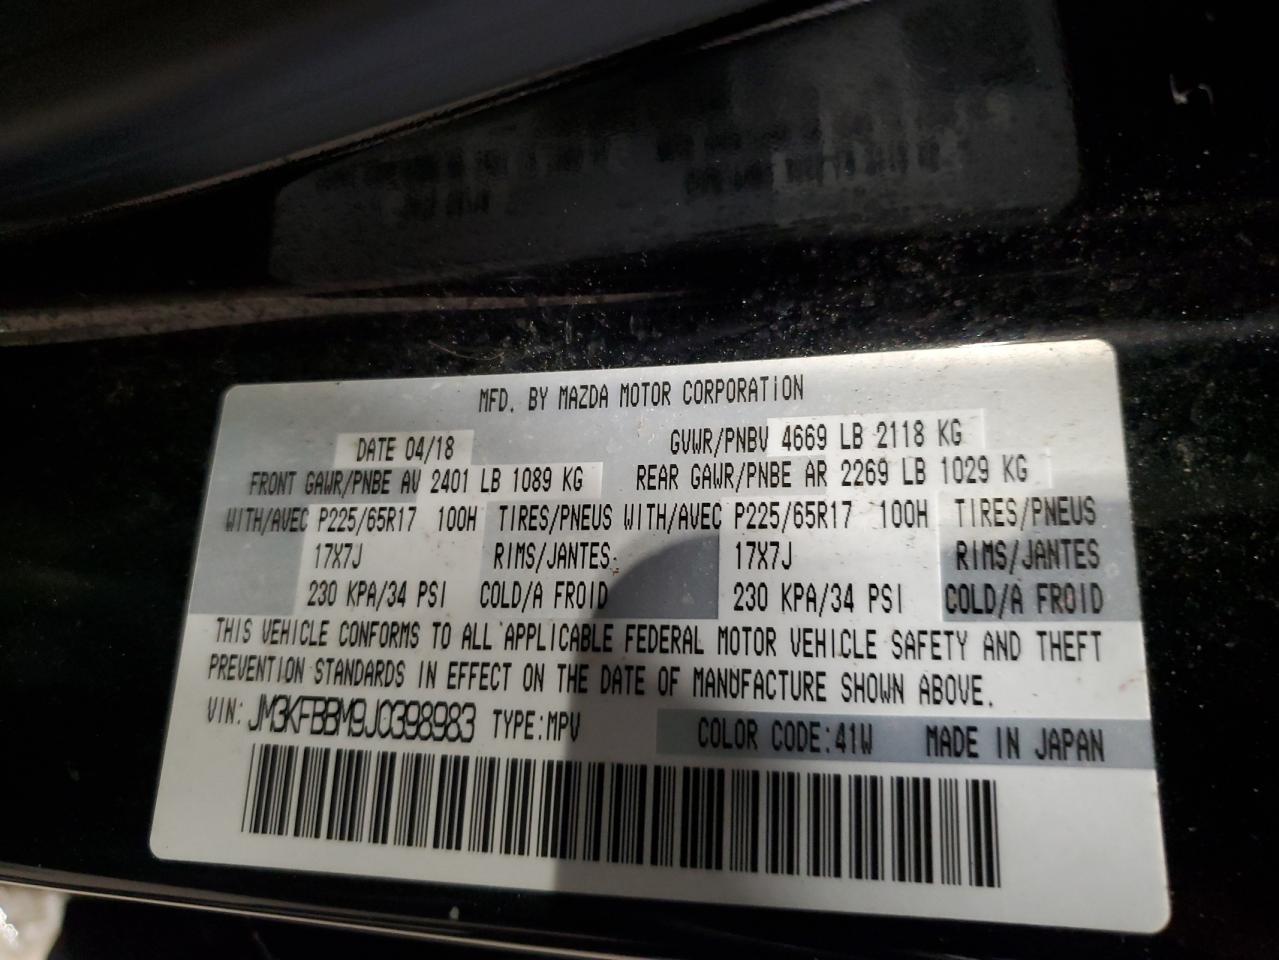 MFD. BY MAZDA MOTOR CORPORATION
DATE 04/18 GVWR/PNBV 4669 LB 2118 KG
FRONT GAWR/PNBE AV 2401 LB 1089 KG REAR GAWR/PNBE AR 2269 LB 1029 KG
WITH/AVEC P225/65R17 100H TIRES/PNEUS WITH/AVEC P225/65R17 100H TIRES/PNEUS
17X7J RIMS/JANTES 17X7J RIMS/JANTES
230 KPA/34 PSI COLD/A FROID 230 KPA/34 PSI COLD/A FROID
THIS VEHICLE CONFORMS TO ALL APPLICABLE FEDERAL MOTOR VEHICLE SAFETY AND THEFT
PREVENTION STANDARDS IN EFFECT ON THE DATE OF MANUFACTURE SHOWN ABOVE.
VIN: JM3KFBBM9J0398983 TYPE:MPV COLOR CODE:41W MADE IN JAPAN